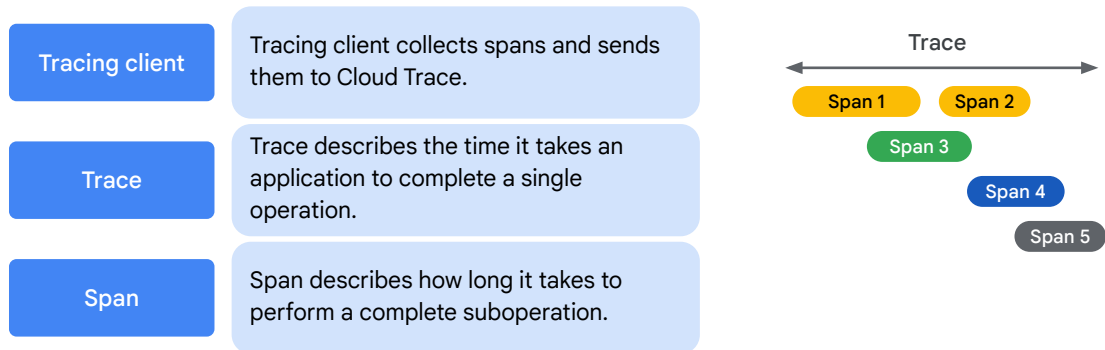 Tracing client
Tracing client collects spans and sends
them to Cloud Trace.
Trace
Trace describes the time it takes an
application to complete a single
operation.
Span
Span describes how long it takes to
perform a complete suboperation.
Trace
Span 1
Span 2
Span 3
Span 4
Span 5